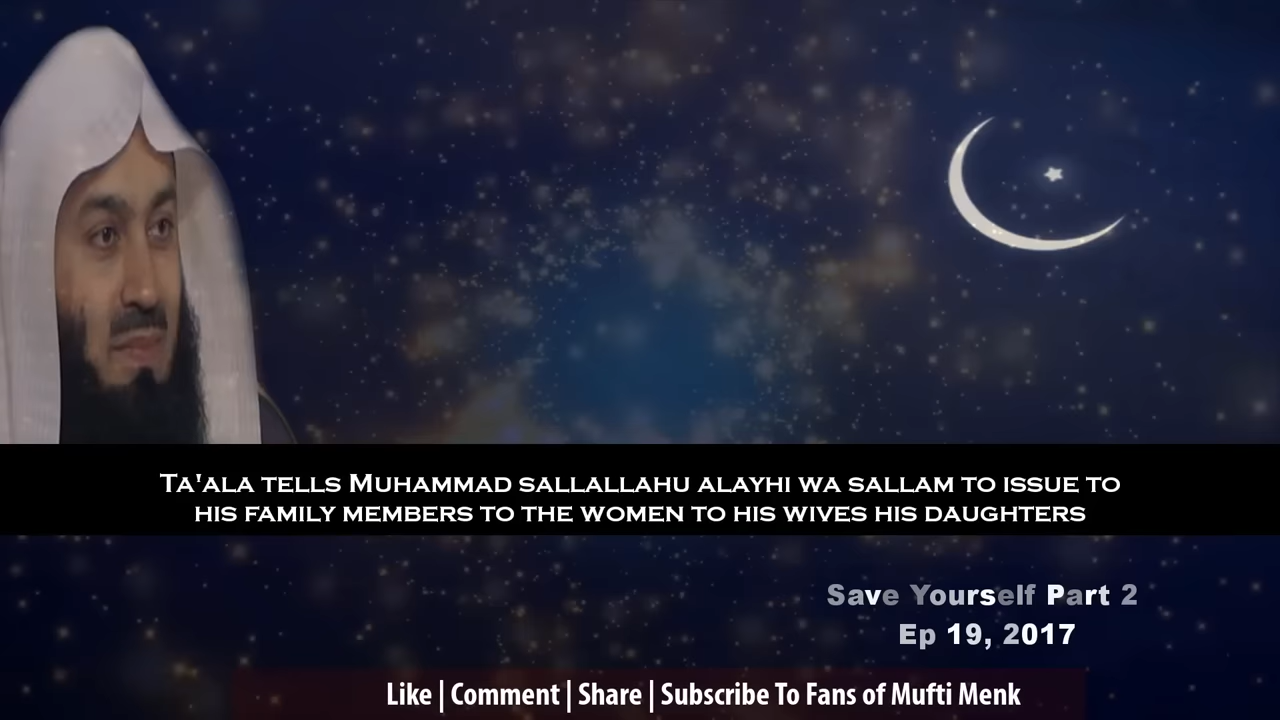 Ta'ala tells Muhammad sallallahu alayhi wa sallam to issue to
his family members to the women to his wives his daughters
Save Yourself Part 2
Ep 19, 2017
Like | Comment | Share | Subscribe To Fans of Mufti Menk